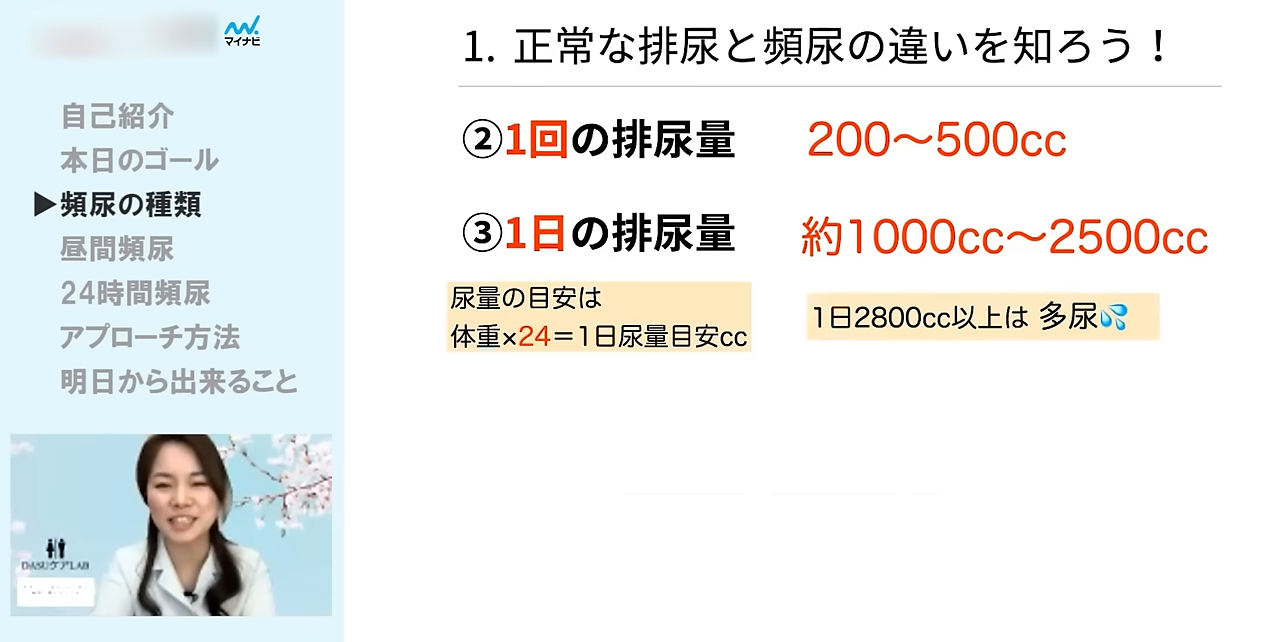 マイナビ
自己紹介
本日のゴール
▶頻尿の種類
昼間頻尿
24時間頻尿
アプローチ方法
明日から出来ること
DASUケアLAB
1. 正常な排尿と頻尿の違いを知ろう！
②1回の排尿量 200〜500cc
③1日の排尿量 約1000cc〜2500cc
尿量の目安は
体重×24＝1日尿量目安cc
1日2800cc以上は 多尿💦